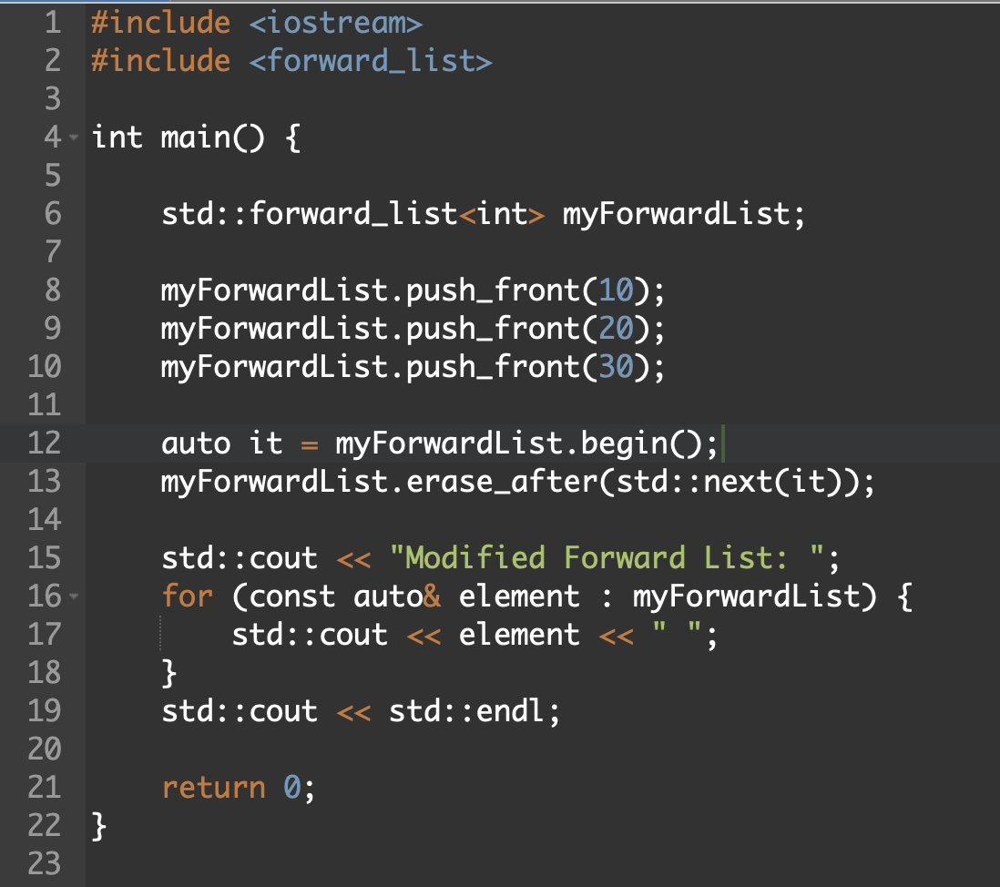 1 #include <iostream>
2 #include <forward_list>
3
4 int main() {
5
6     std::forward_list<int> myForwardList;
7
8     myForwardList.push_front(10);
9     myForwardList.push_front(20);
10     myForwardList.push_front(30);
11
12     auto it = myForwardList.begin();
13     myForwardList.erase_after(std::next(it));
14
15     std::cout << "Modified Forward List: ";
16     for (const auto& element : myForwardList) {
17         std::cout << element << " ";
18     }
19     std::cout << std::endl;
20
21     return 0;
22 }
23